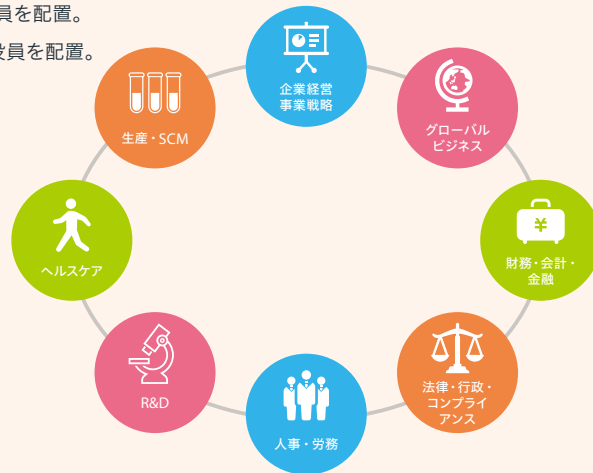 員を配置。
役員を配置。
企業経営
事業戦略
グローバル
ビジネス
財務・会計・
金融
法律・行政・
コンプライ
アンス
人事・労務
R&D
ヘルスケア
生産・SCM
¥